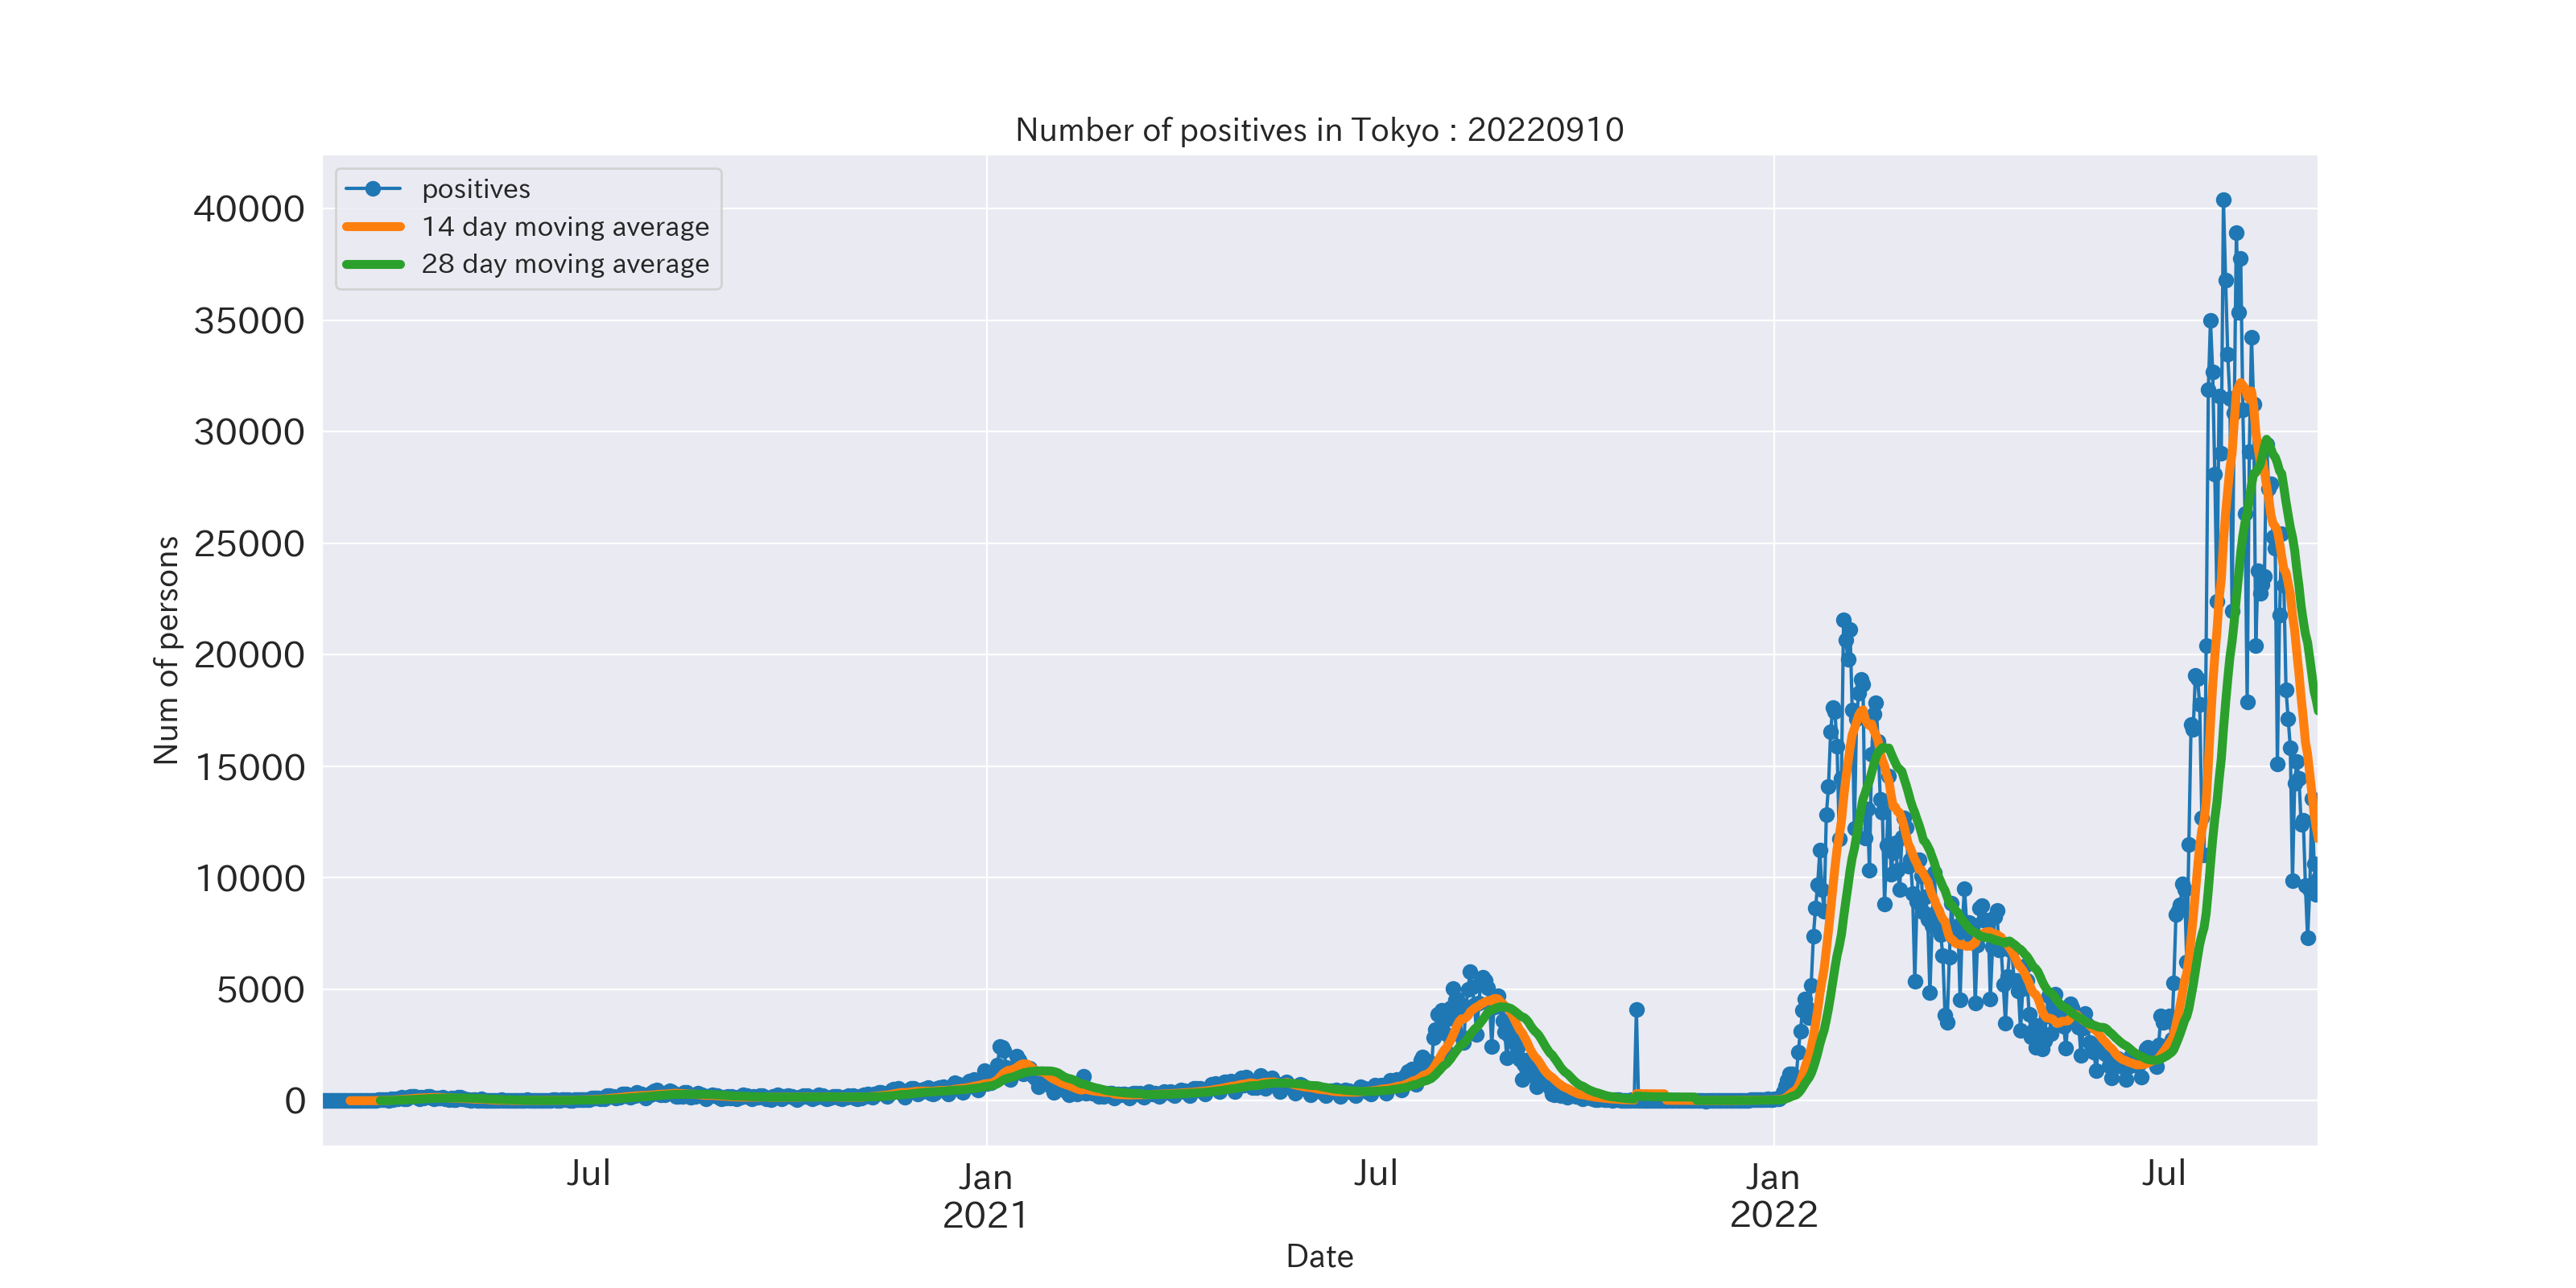 Number of positives in Tokyo : 20220910
positives
14 day moving average
28 day moving average
40000
35000
30000
25000
20000
15000
10000
5000
0
Num of persons
Jul
Jan
2021
Jul
Jan
2022
Jul
Date